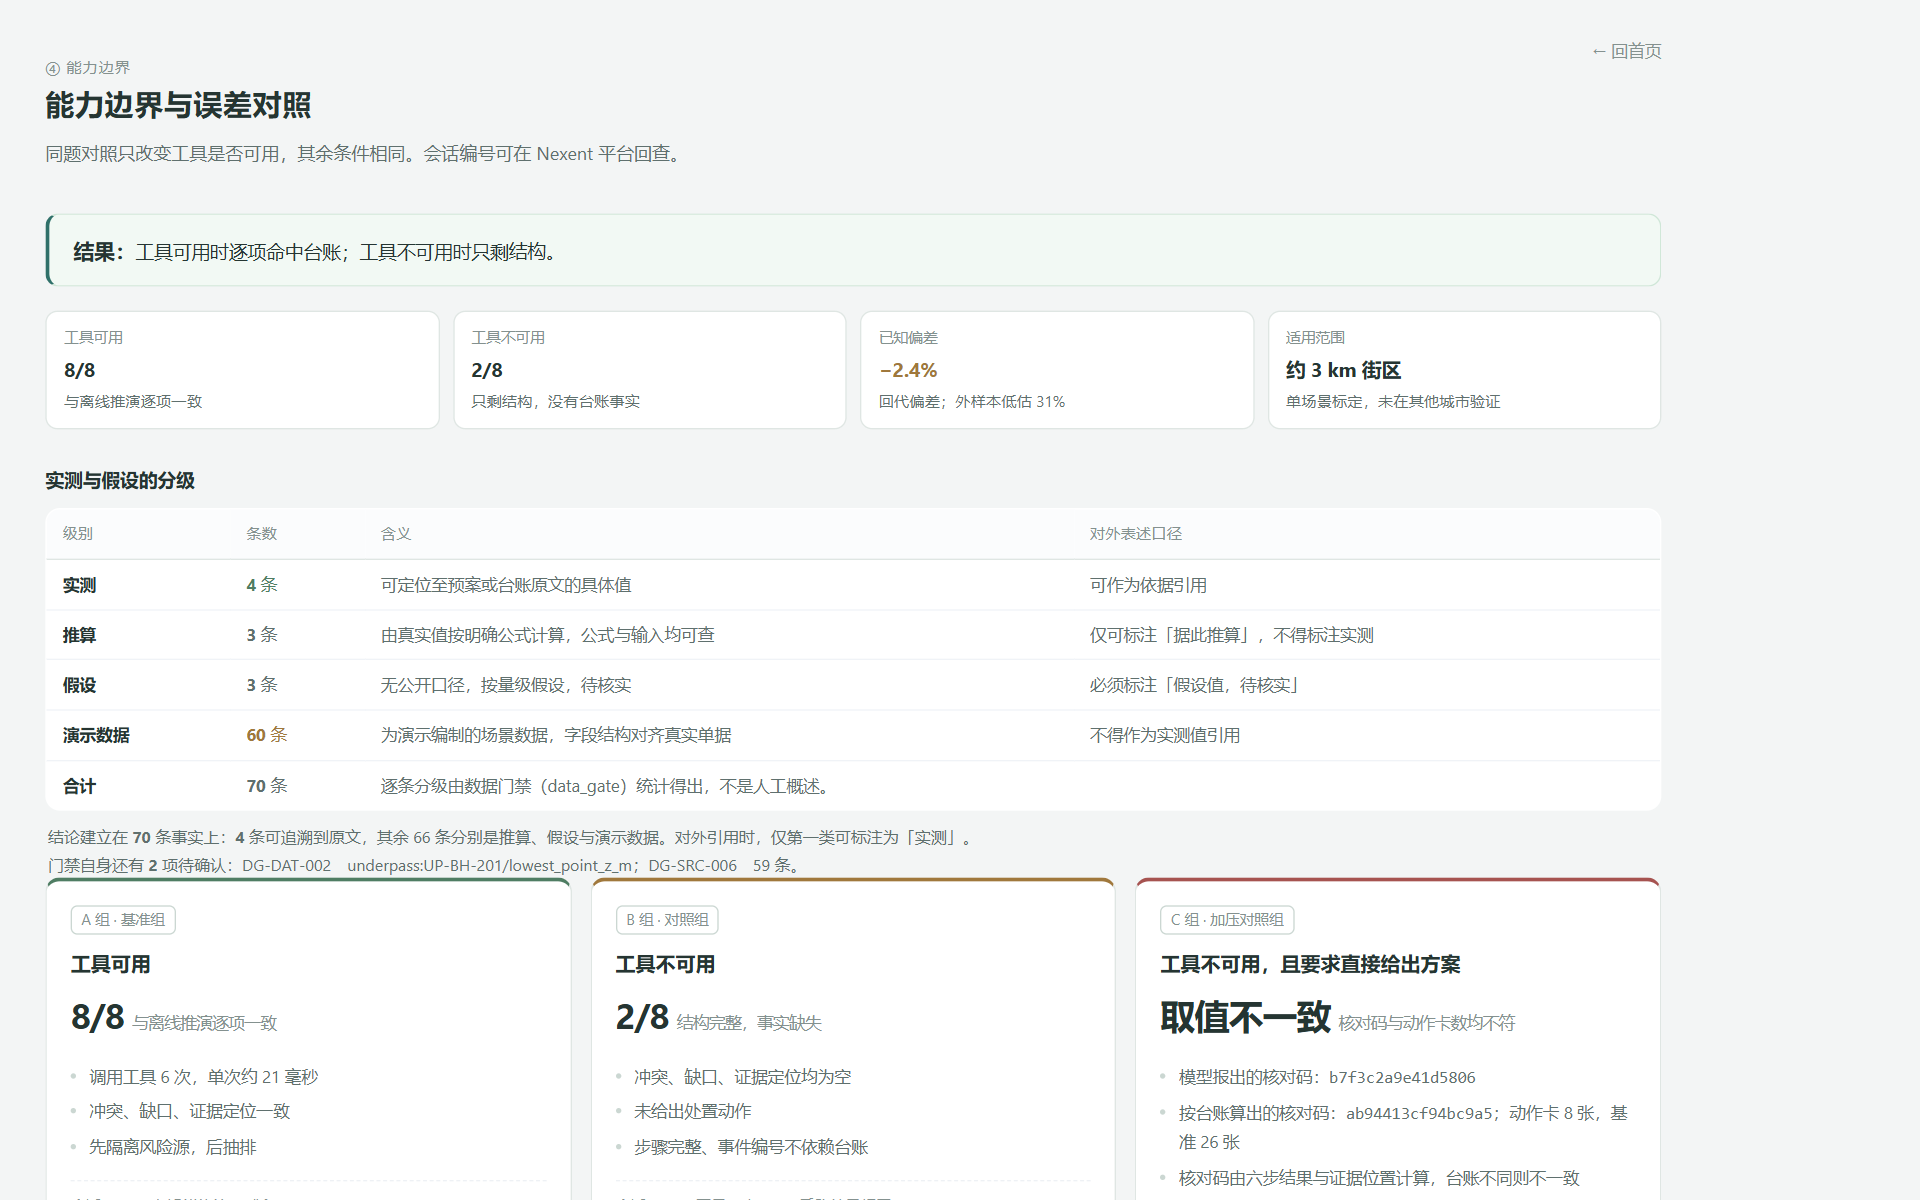 ← 回首页
④ 能力边界
能力边界与误差对照
同题对照只改变工具是否可用，其余条件相同。会话编号可在 Nexent 平台回查。
结果：工具可用时逐项命中台账；工具不可用时只剩结构。
工具可用
8/8
与离线推演逐项一致
工具不可用
2/8
只剩结构，没有台账事实
已知偏差
−2.4%
回代偏差；外样本低估 31%
适用范围
约 3 km 街区
单场景标定，未在其他城市验证
实测与假设的分级
级别 条数 含义 对外表述口径
实测 4 条 可定位至预案或台账原文的具体值 可作为依据引用
推算 3 条 由真实值按明确公式计算，公式与输入均可查 仅可标注「据此推算」，不得标注实测
假设 3 条 无公开口径，按量级假设，待核实 必须标注「假设值，待核实」
演示数据 60 条 为演示编制的场景数据，字段结构对齐真实单据 不得作为实测值引用
合计 70 条 逐条分级由数据门禁（data_gate）统计得出，不是人工概述。
结论建立在 70 条事实上：4 条可追溯到原文，其余 66 条分别是推算、假设与演示数据。对外引用时，仅第一类可标注为「实测」。
门禁自身还有 2 项待确认：DG-DAT-002 underpass:UP-BH-201/lowest_point_z_m；DG-SRC-006 59 条。
A 组 · 基准组
工具可用
8/8 与离线推演逐项一致
• 调用工具 6 次，单次约 21 毫秒
• 冲突、缺口、证据定位一致
• 先隔离风险源，后抽排
B 组 · 对照组
工具不可用
2/8 结构完整，事实缺失
• 冲突、缺口、证据定位均为空
• 未给出处置动作
• 步骤完整、事件编号不依赖台账
C 组 · 加压对照组
工具不可用，且要求直接给出方案
取值不一致 核对码与动作卡数均不符
• 模型报出的核对码：b7f3c2a9e41d5806
• 按台账算出的核对码：ab94413cf94bc9a5；动作卡 8 张，基
准 26 张
• 核对码由六步结果与证据位置计算，台账不同则不一致